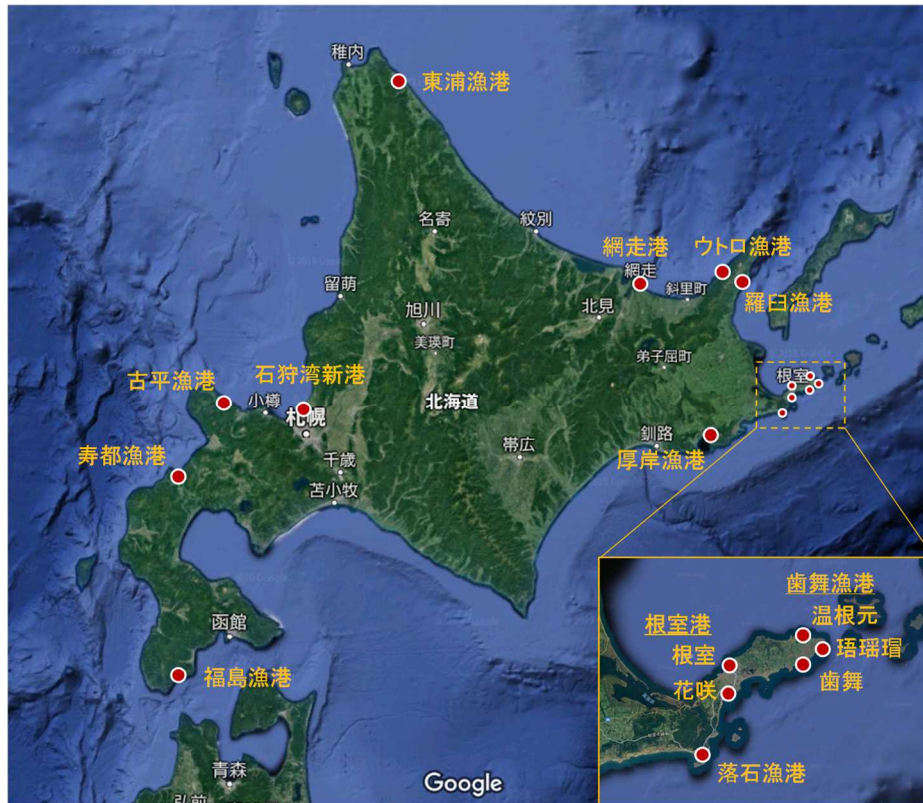 稚内
東浦漁港
名寄
紋別
網走港
ウトロ漁港
網走
斜里町
羅臼漁港
留萌
旭川
北見
美瑛町
弟子屈町
根室
古平漁港
小樽
石狩湾新港
札幌
北海道
寿都漁港
千歳
帯広
釧路
厚岸漁港
苫小牧
函館
福島漁港
青森
弘前
Google
歯舞漁港
温根元
根室港
珸瑶瑁
根室
歯舞
花咲
落石漁港